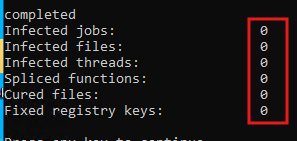 completed
Infected jobs: 0
Infected files: 0
Infected threads: 0
Spliced functions: 0
Cured files: 0
Fixed registry keys: 0